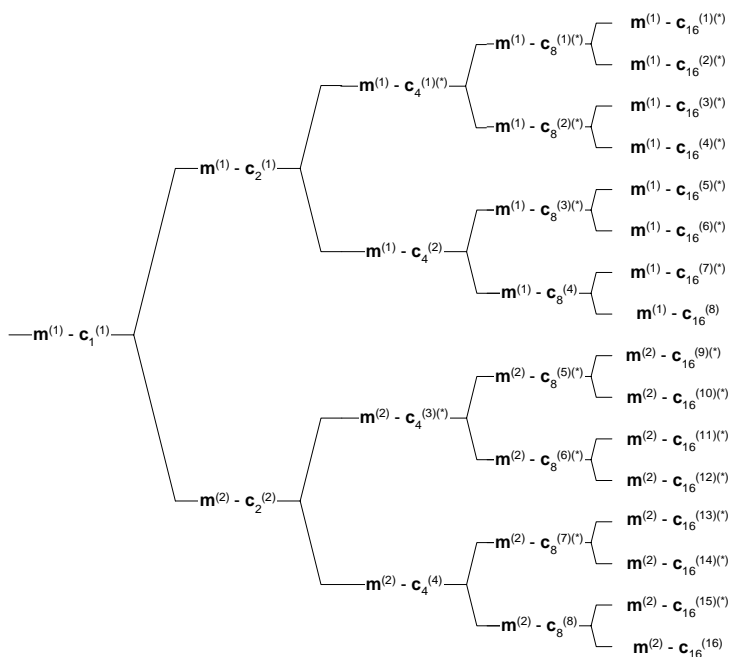 m(1) - c16(1)(*)
m(1) - c8(1)(*)
m(1) - c16(2)(*)
m(1) - c4(1)(*)
m(1) - c16(3)(*)
m(1) - c8(2)(*)
m(1) - c16(4)(*)
m(1) - c2(1)
m(1) - c16(5)(*)
m(1) - c8(3)(*)
m(1) - c16(6)(*)
m(1) - c4(2)
m(1) - c16(7)(*)
m(1) - c8(4)
m(1) - c16(8)
m(1) - c1(1)
m(2) - c16(9)(*)
m(2) - c8(5)(*)
m(2) - c16(10)(*)
m(2) - c4(3)(*)
m(2) - c16(11)(*)
m(2) - c8(6)(*)
m(2) - c16(12)(*)
m(2) - c2(2)
m(2) - c16(13)(*)
m(2) - c8(7)(*)
m(2) - c16(14)(*)
m(2) - c4(4)
m(2) - c16(15)(*)
m(2) - c8(8)
m(2) - c16(16)